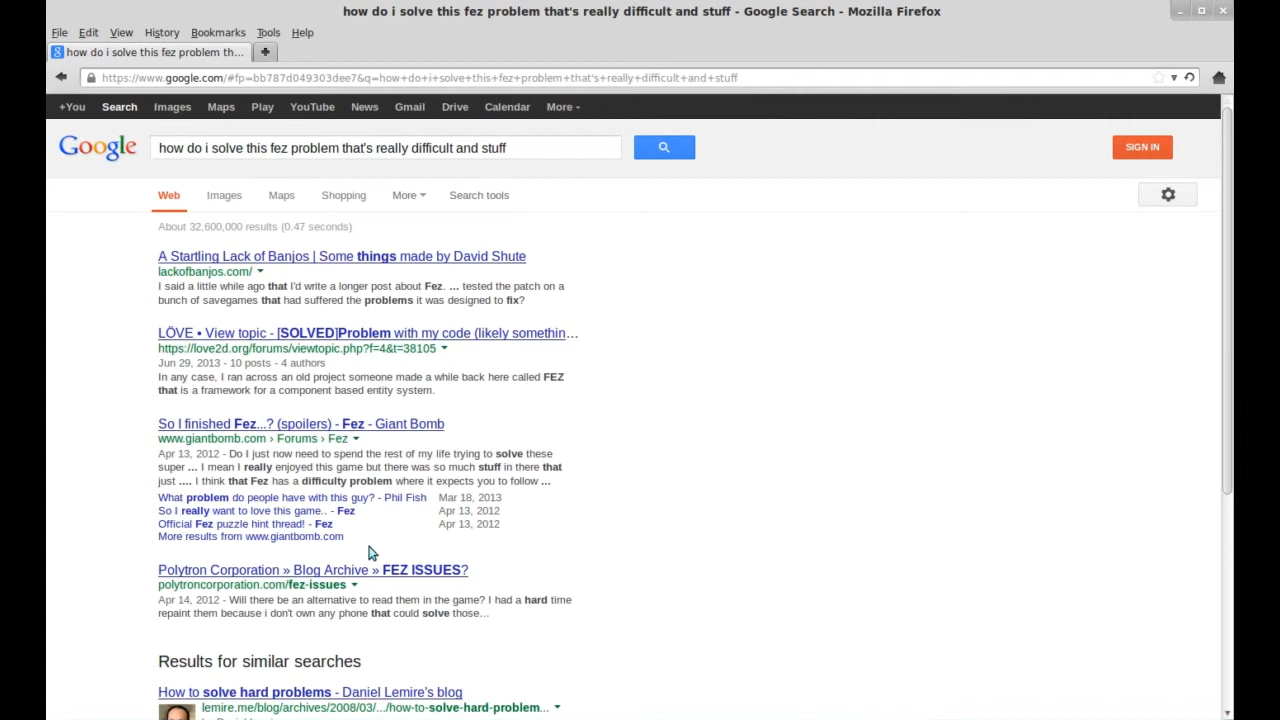 how do i solve this fez problem that's really difficult and stuff - Google Search - Mozilla Firefox
File Edit View History Bookmarks Tools Help
how do i solve this fez problem th...
https://www.google.com/#fp=bb787d049303dee7&q=how+do+i+solve+this+fez+problem+that's+really+difficult+and+stuff
+You Search Images Maps Play YouTube News Gmail Drive Calendar More
Google how do i solve this fez problem that's really difficult and stuff SIGN IN
Web Images Maps Shopping More Search tools
About 32,600,000 results (0.47 seconds)
A Startling Lack of Banjos | Some things made by David Shute
lackofbanjos.com/
I said a little while ago that I'd write a longer post about Fez. ... tested the patch on a
bunch of savegames that had suffered the problems it was designed to fix?
LÖVE • View topic - [SOLVED]Problem with my code (likely somethin...
https://love2d.org/forums/viewtopic.php?f=4&t=38105
Jun 29, 2013 - 10 posts - 4 authors
In any case, I ran across an old project someone made a while back here called FEZ
that is a framework for a component based entity system.
So I finished Fez...? (spoilers) - Fez - Giant Bomb
www.giantbomb.com › Forums › Fez
Apr 13, 2012 - Do I just now need to spend the rest of my life trying to solve these
super ... I mean I really enjoyed this game but there was so much stuff in there that
just .... I think that Fez has a difficulty problem where it expects you to follow ...
What problem do people have with this guy? - Phil Fish Mar 18, 2013
So I really want to love this game.. - Fez Apr 13, 2012
Official Fez puzzle hint thread! - Fez Apr 13, 2012
More results from www.giantbomb.com
Polytron Corporation » Blog Archive » FEZ ISSUES?
polytroncorporation.com/fez-issues
Apr 14, 2012 - Will there be an alternative to read them in the game? I had a hard time
repaint them because i don't own any phone that could solve those...
Results for similar searches
How to solve hard problems - Daniel Lemire's blog
lemire.me/blog/archives/2008/03/.../how-to-solve-hard-problem...